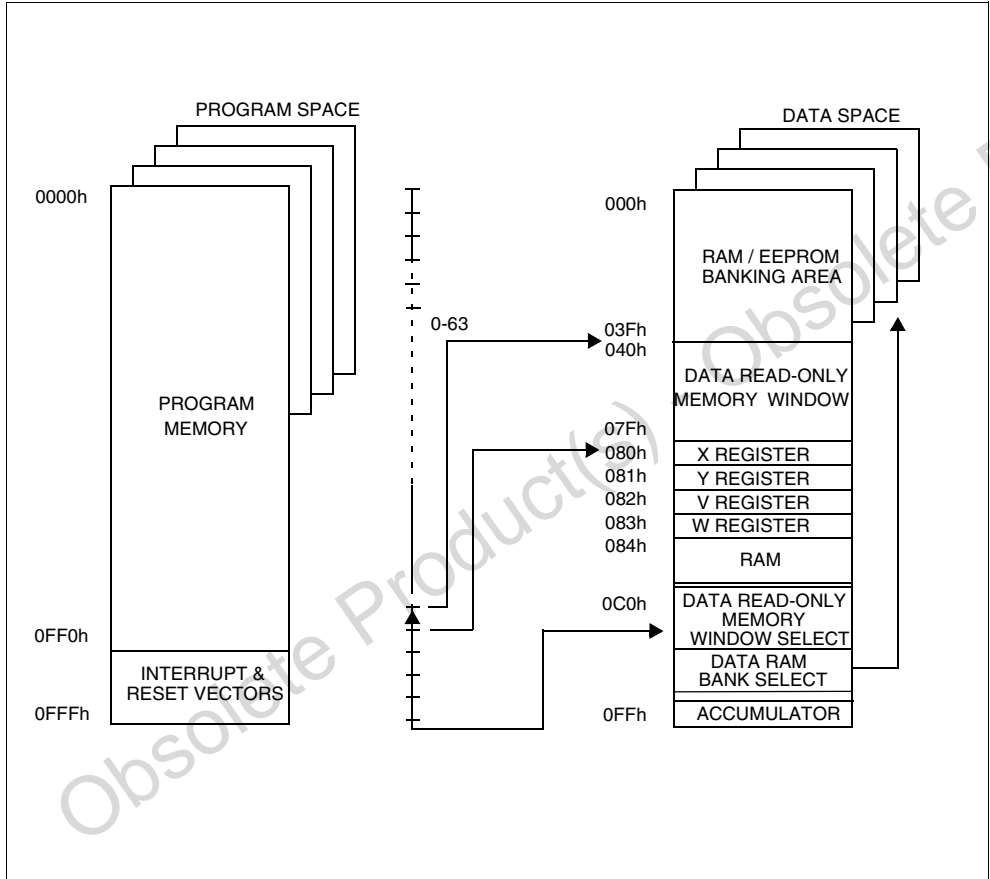 PROGRAM SPACE
0000h
PROGRAM
MEMORY
0FF0h
INTERRUPT &
RESET VECTORS
0FFFh
0-63
DATA SPACE
000h
RAM / EEPROM
BANKING AREA
03Fh
040h
DATA READ-ONLY
MEMORY WINDOW
07Fh
080h
X REGISTER
081h
Y REGISTER
082h
V REGISTER
083h
W REGISTER
084h
RAM
0C0h
DATA READ-ONLY
MEMORY
WINDOW SELECT
DATA RAM
BANK SELECT
0FFh
ACCUMULATOR
Obsolete Product(s) - Obsolete